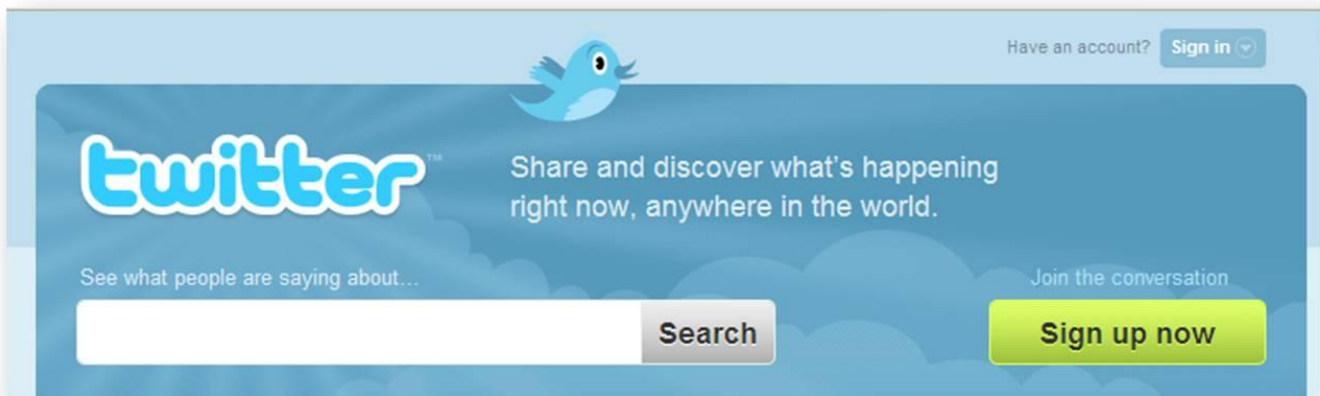 Have an account? Sign in
twitter™
Share and discover what's happening
right now, anywhere in the world.
See what people are saying about...
Search
Join the conversation
Sign up now